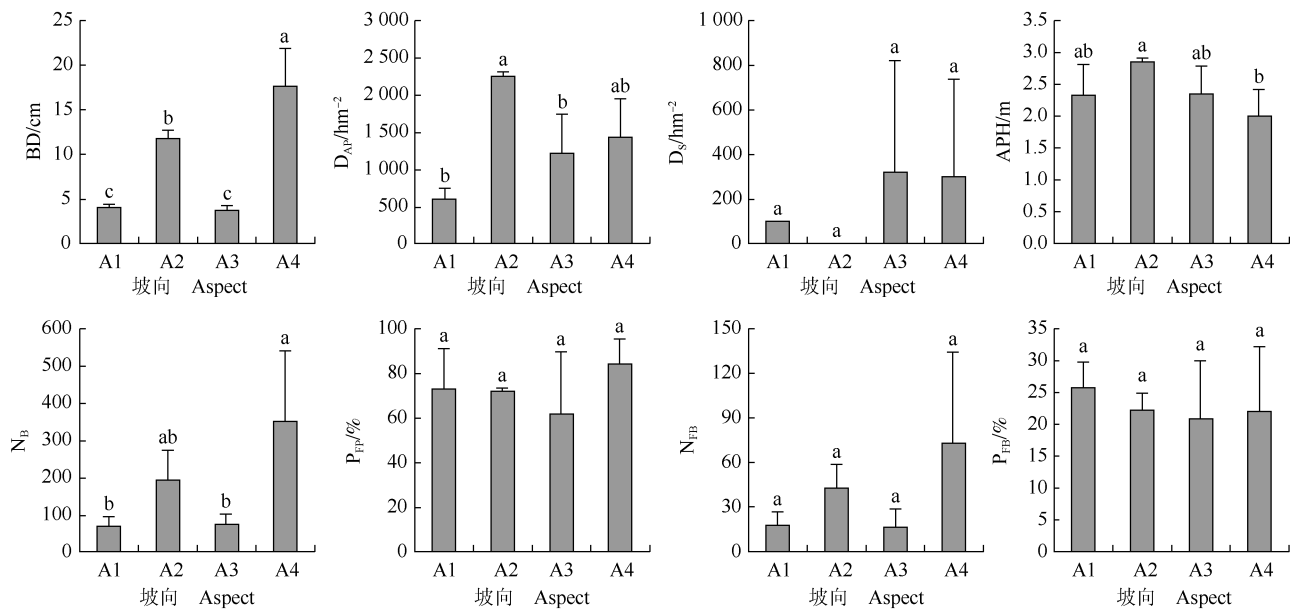 BD/cm
25
20
15
10
5
0
c
b
c
a
A1 A2 A3 A4
坡向 Aspect
D_AP/hm⁻²
3 000
2 500
2 000
1 500
1 000
500
0
b
a
b
ab
A1 A2 A3 A4
坡向 Aspect
D_S/hm⁻²
1 000
800
600
400
200
0
a
a
a
a
A1 A2 A3 A4
坡向 Aspect
APH/m
3.5
3.0
2.5
2.0
1.5
1.0
0.5
0.0
ab
a
ab
b
A1 A2 A3 A4
坡向 Aspect
N_B
600
500
400
300
200
100
0
b
ab
b
a
A1 A2 A3 A4
坡向 Aspect
P_FP/%
100
80
60
40
20
0
a
a
a
a
A1 A2 A3 A4
坡向 Aspect
N_FB
150
120
90
60
30
0
a
a
a
a
A1 A2 A3 A4
坡向 Aspect
P_FB/%
35
30
25
20
15
10
5
0
a
a
a
a
A1 A2 A3 A4
坡向 Aspect